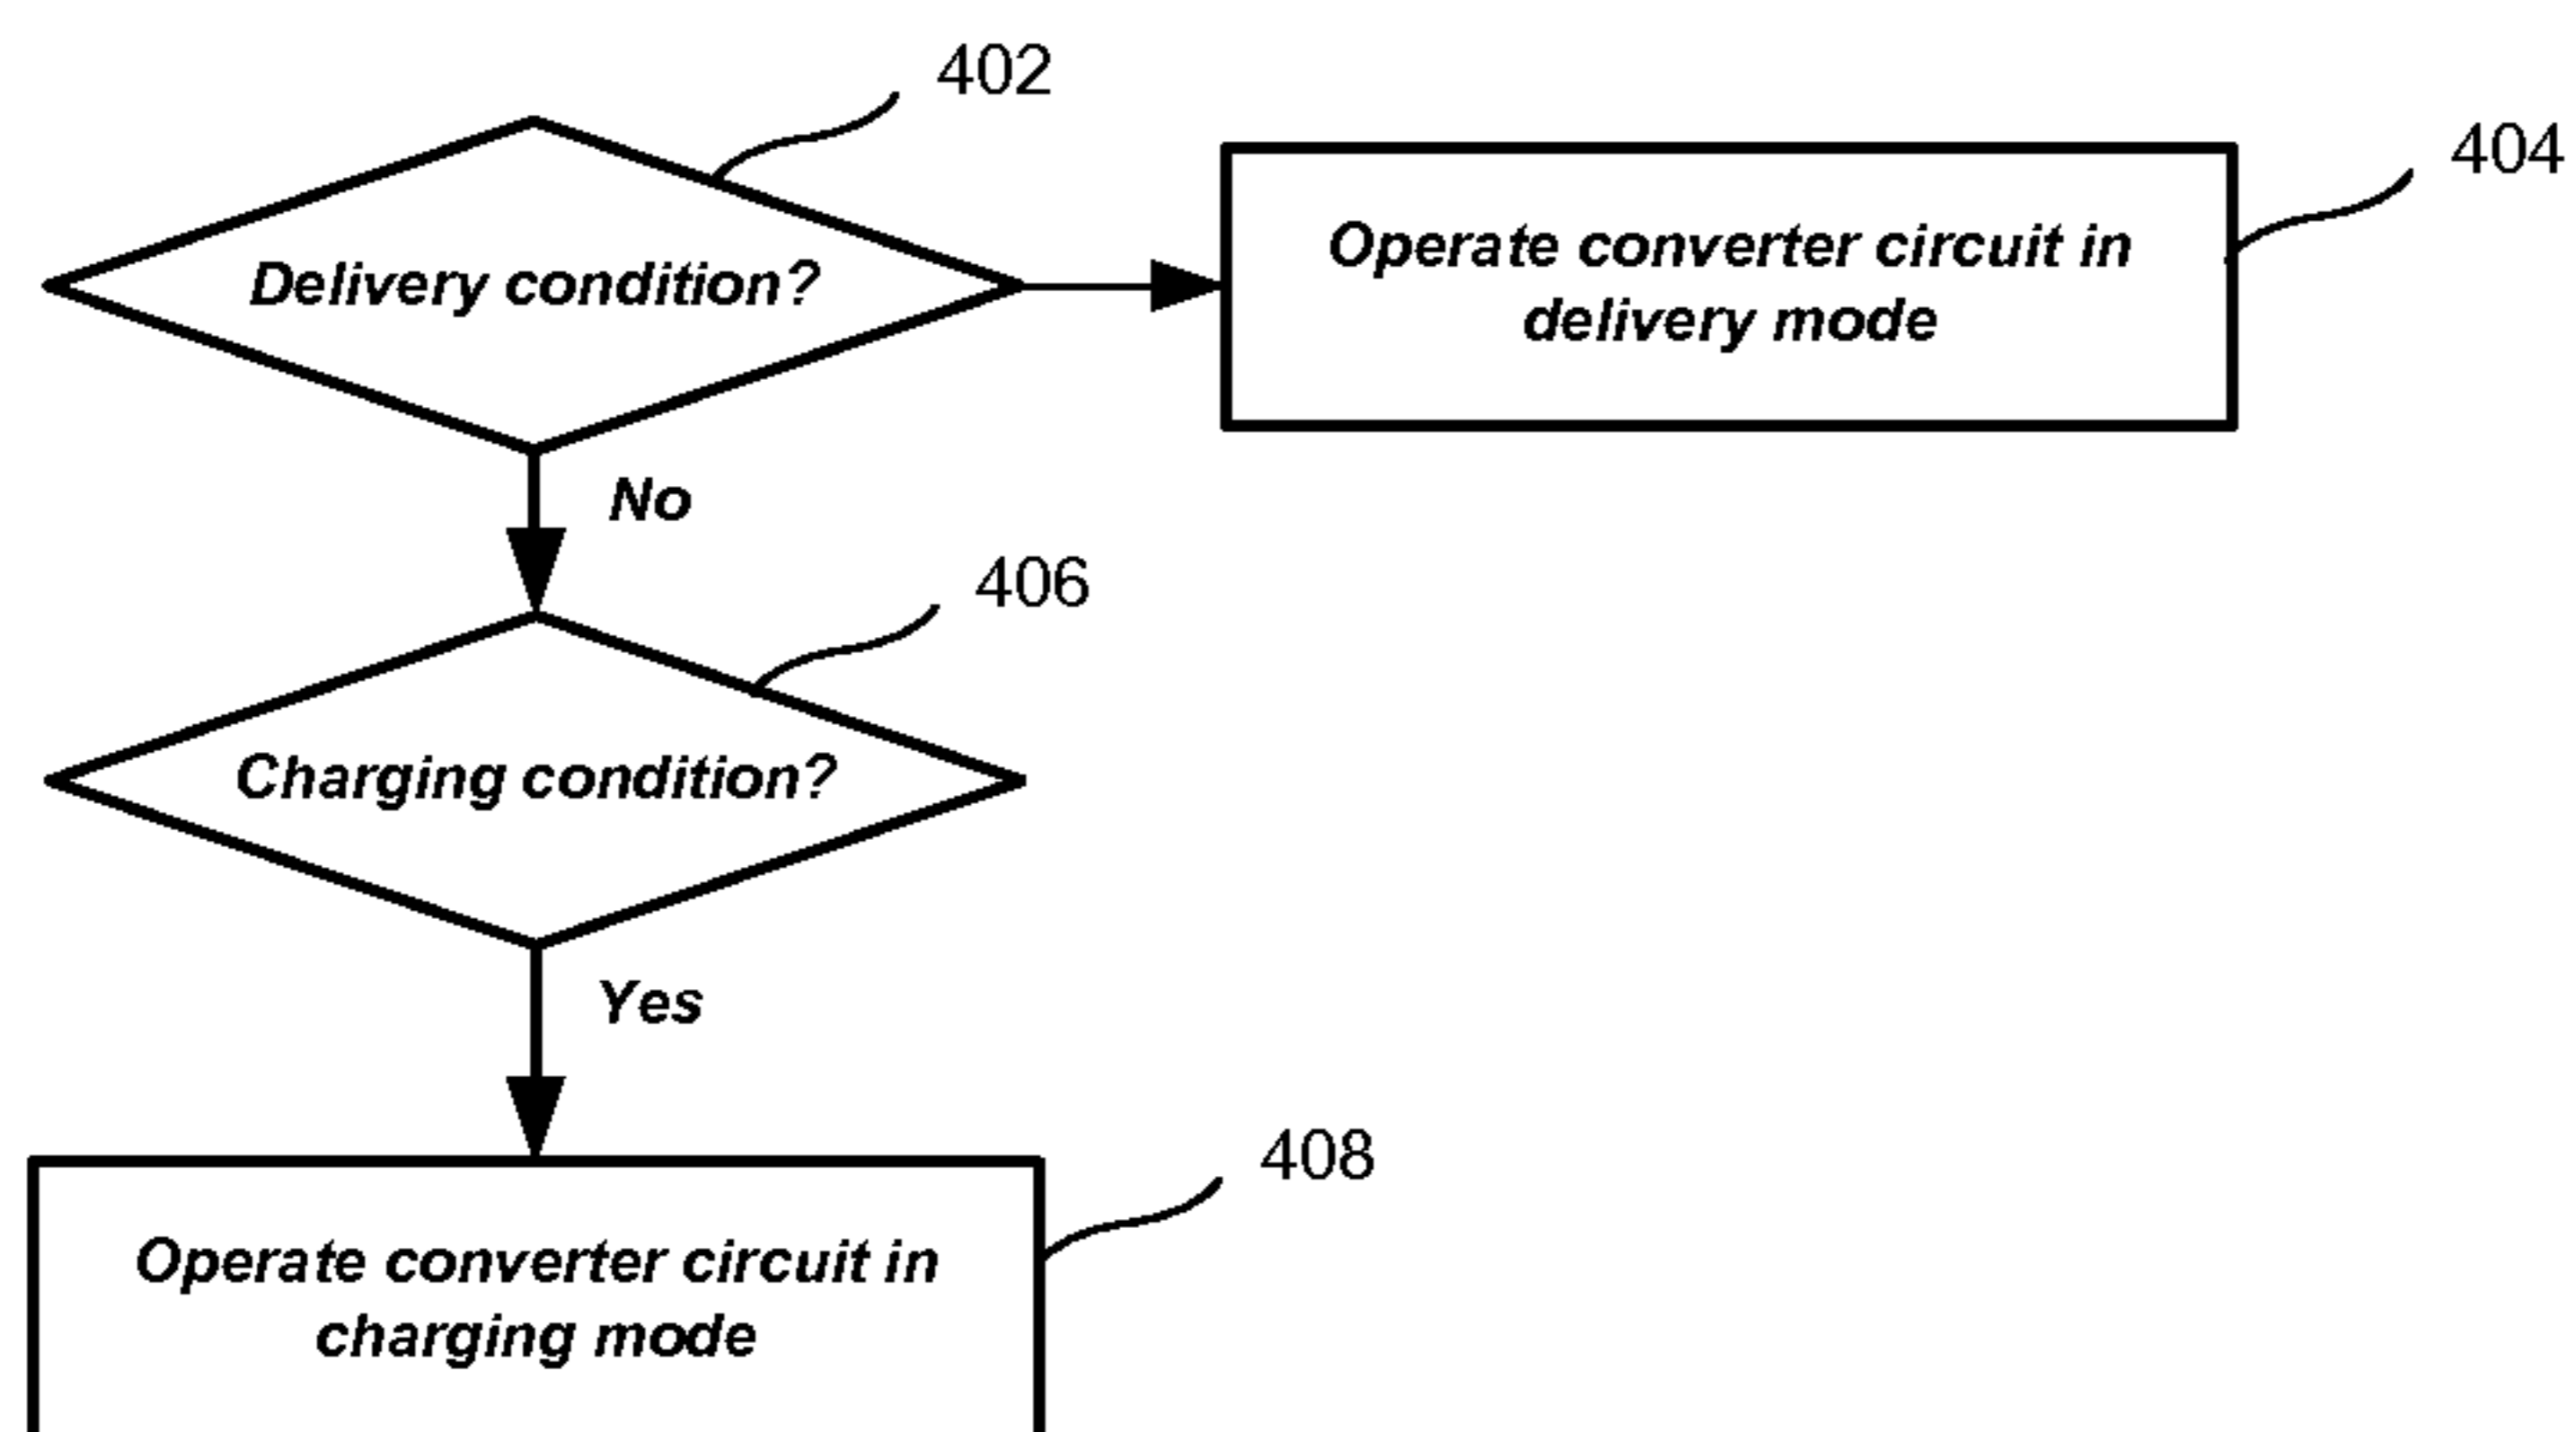 402
404
Delivery condition?
Operate converter circuit in
delivery mode
No
406
Charging condition?
Yes
408
Operate converter circuit in
charging mode